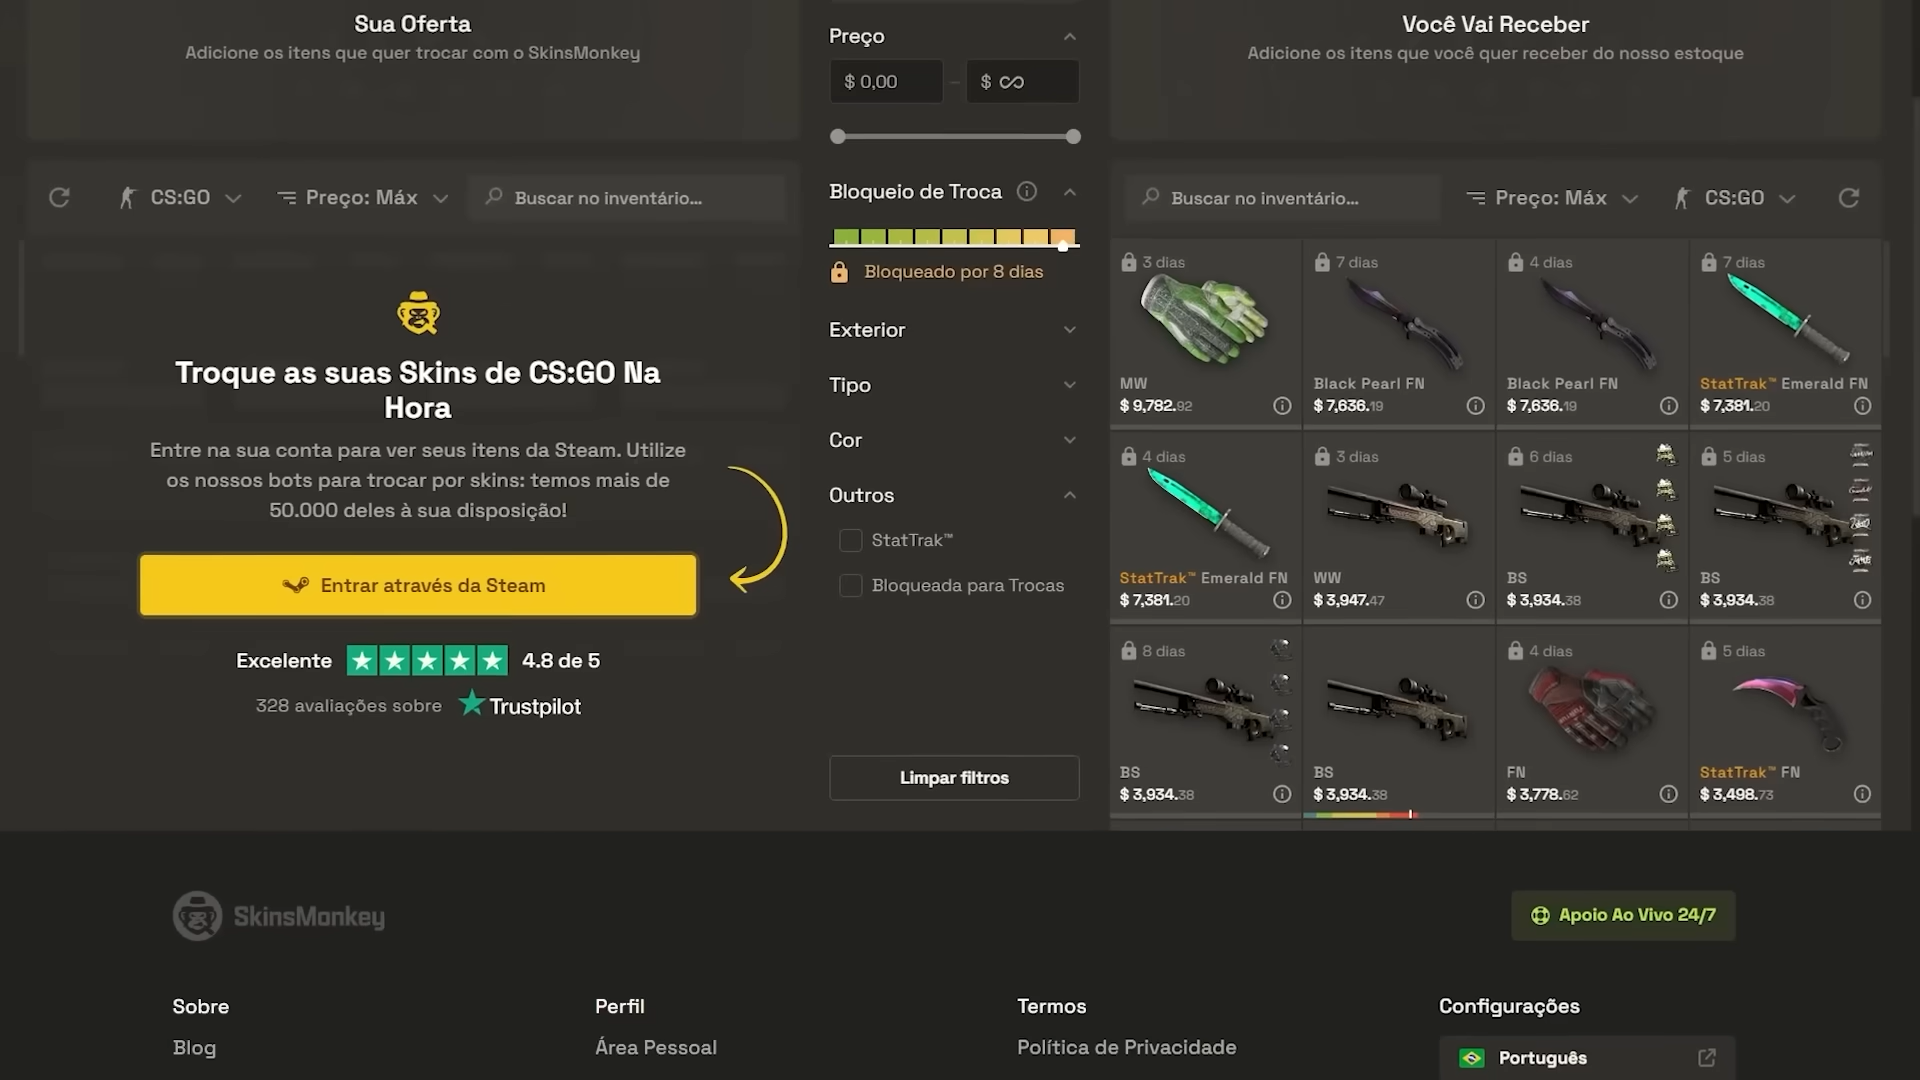 Sua Oferta
Adicione os itens que quer trocar com o SkinsMonkey
CS:GO
Preço: Máx
Buscar no inventário...
Troque as suas Skins de CS:GO Na
Hora
Entre na sua conta para ver seus itens da Steam. Utilize
os nossos bots para trocar por skins: temos mais de
50.000 deles à sua disposição!
Entrar através da Steam
Excelente 4.8 de 5
328 avaliações sobre Trustpilot
Preço
$ 0,00 – $ ∞
Bloqueio de Troca
Bloqueado por 8 dias
Exterior
Tipo
Cor
Outros
StatTrak™
Bloqueada para Trocas
Limpar filtros
Você Vai Receber
Adicione os itens que você quer receber do nosso estoque
Buscar no inventário...
Preço: Máx
CS:GO
3 dias
MW
$ 9,782.92
7 dias
Black Pearl FN
$ 7,636.19
4 dias
Black Pearl FN
$ 7,636.19
7 dias
StatTrak™ Emerald FN
$ 7,381.20
4 dias
StatTrak™ Emerald FN
$ 7,381.20
3 dias
WW
$ 3,947.47
6 dias
BS
$ 3,934.38
5 dias
BS
$ 3,934.38
8 dias
BS
$ 3,934.38
BS
$ 3,934.38
4 dias
FN
$ 3,778.62
5 dias
StatTrak™ FN
$ 3,498.73
SkinsMonkey
Apoio Ao Vivo 24/7
Sobre
Blog
Perfil
Área Pessoal
Termos
Política de Privacidade
Configurações
Português